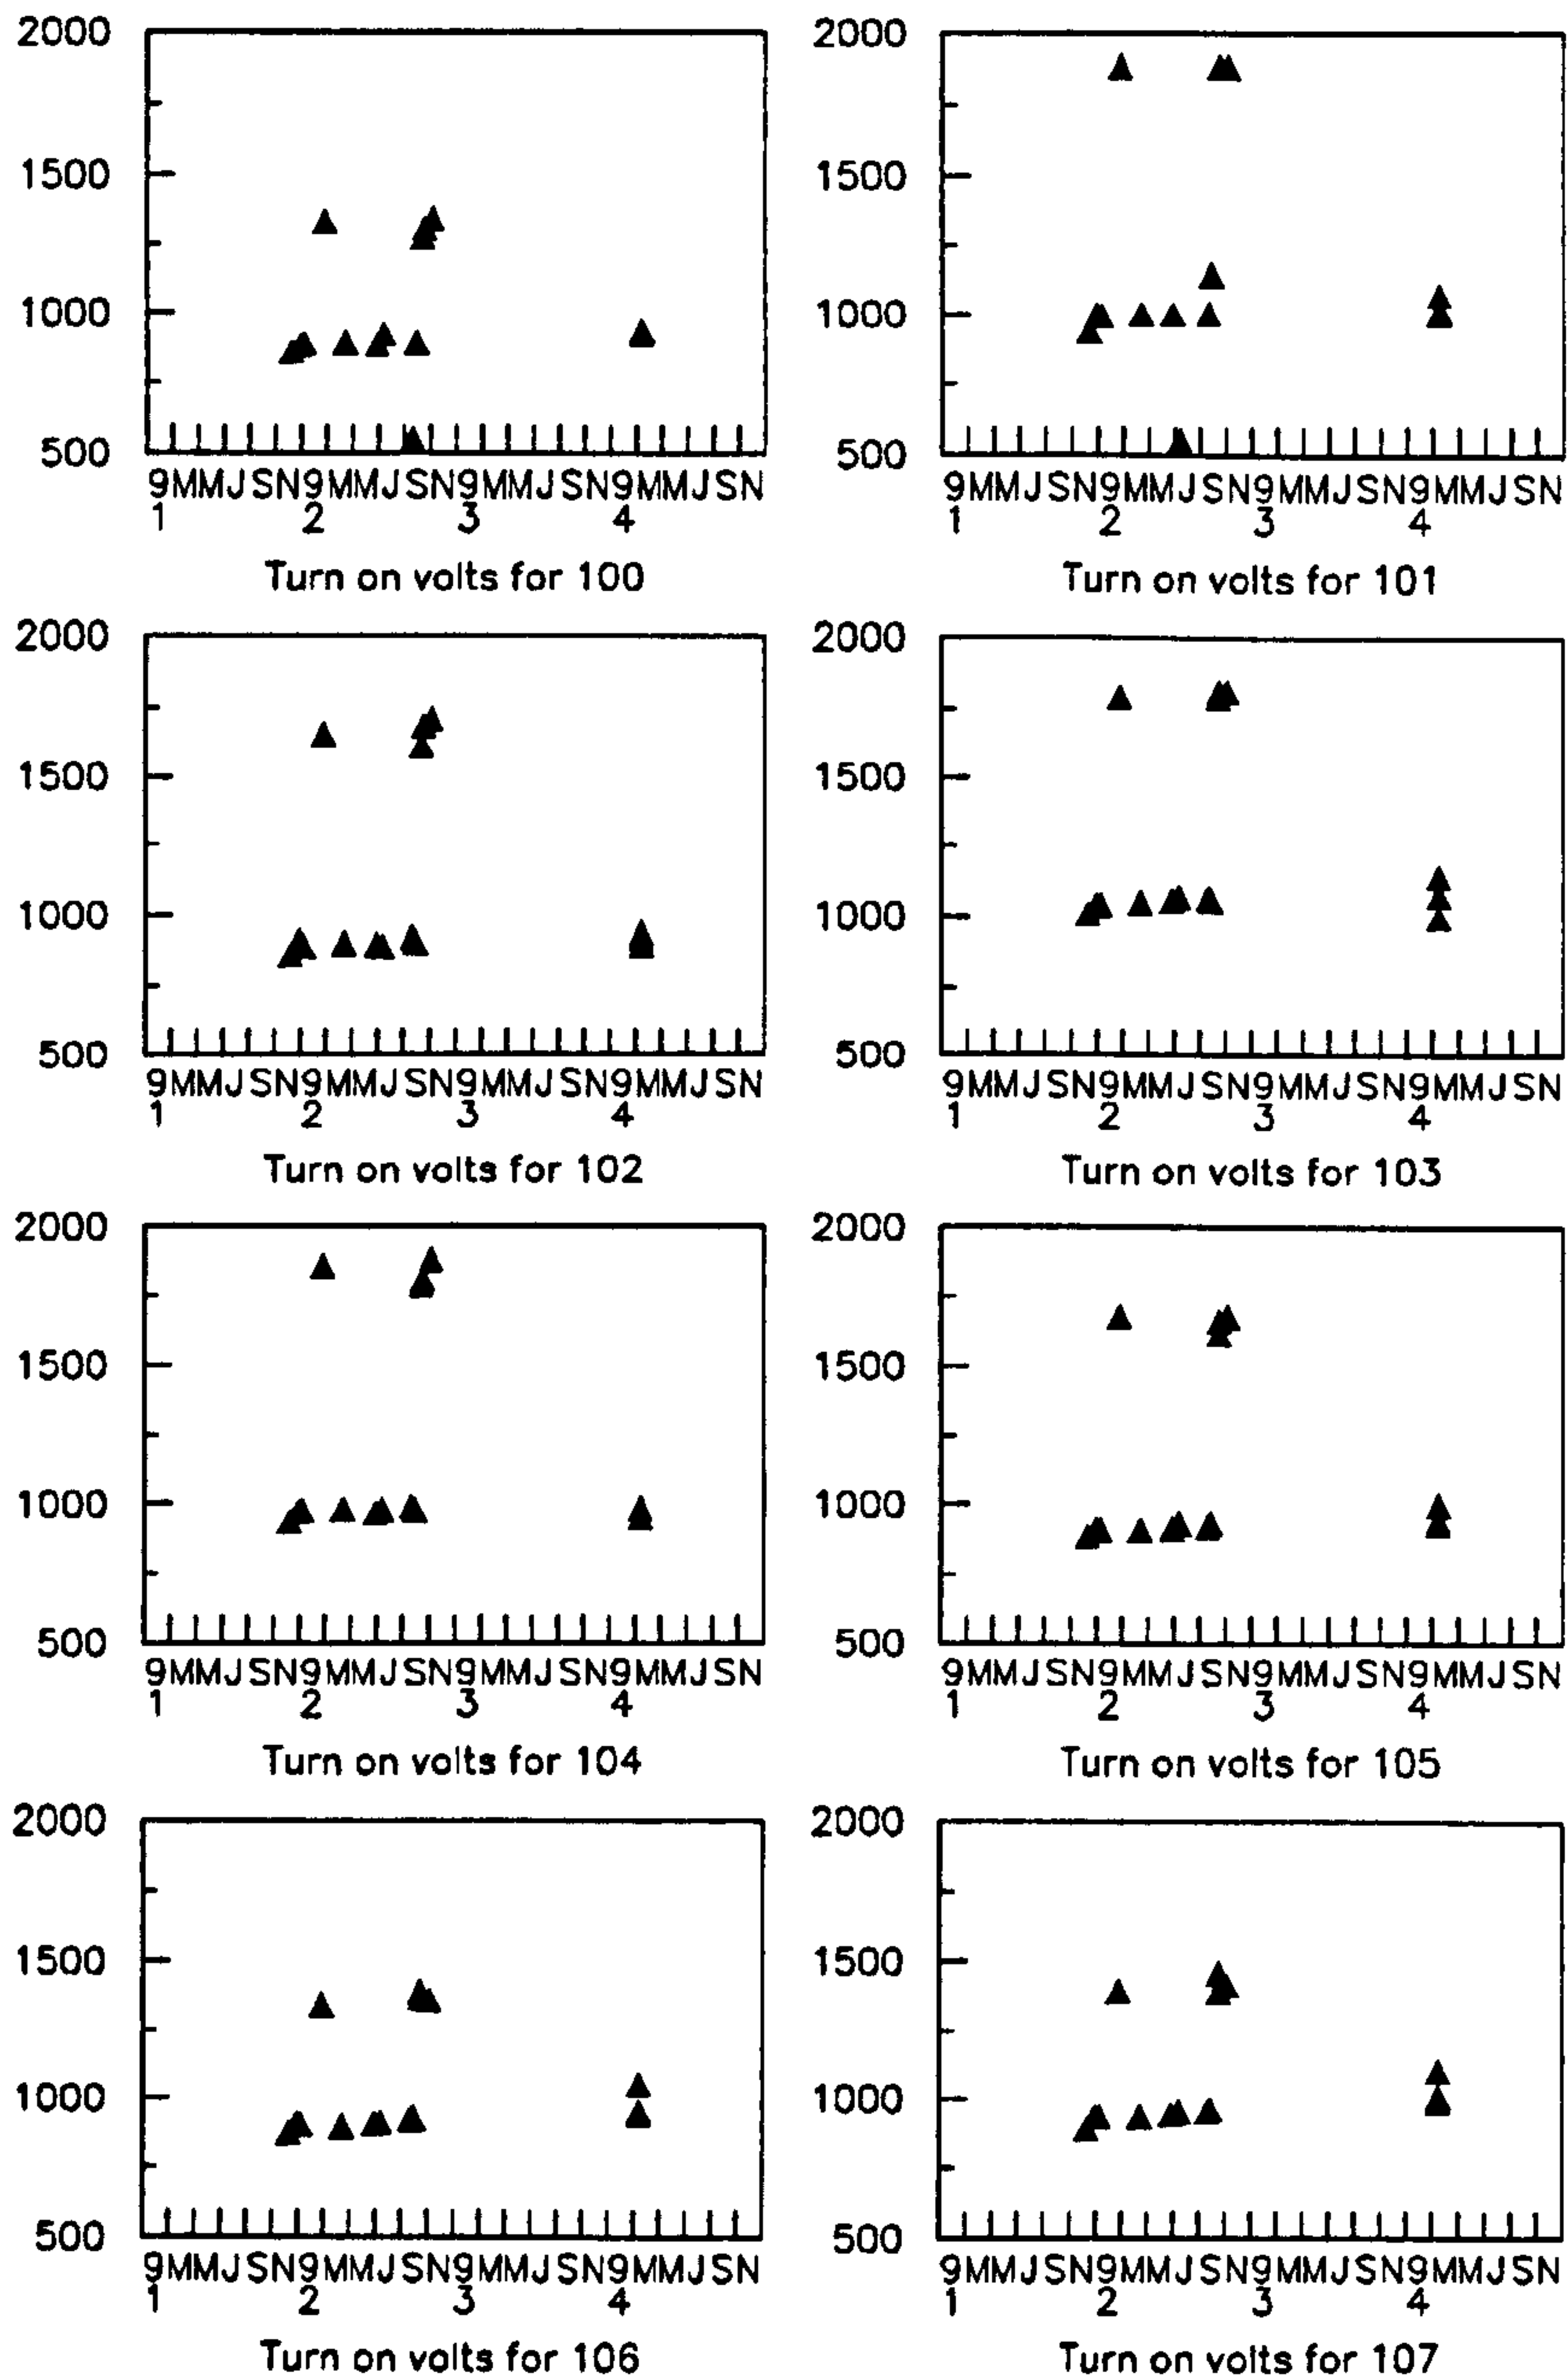 2000
1500
1000
500
9MMJSN9MMJSN9MMJSN9MMJSN
1 2 3 4
Turn on volts for 100
2000
1500
1000
500
9MMJSN9MMJSN9MMJSN9MMJSN
1 2 3 4
Turn on volts for 101
2000
1500
1000
500
9MMJSN9MMJSN9MMJSN9MMJSN
1 2 3 4
Turn on volts for 102
2000
1500
1000
500
9MMJSN9MMJSN9MMJSN9MMJSN
1 2 3 4
Turn on volts for 103
2000
1500
1000
500
9MMJSN9MMJSN9MMJSN9MMJSN
1 2 3 4
Turn on volts for 104
2000
1500
1000
500
9MMJSN9MMJSN9MMJSN9MMJSN
1 2 3 4
Turn on volts for 105
2000
1500
1000
500
9MMJSN9MMJSN9MMJSN9MMJSN
1 2 3 4
Turn on volts for 106
2000
1500
1000
500
9MMJSN9MMJSN9MMJSN9MMJSN
1 2 3 4
Turn on volts for 107